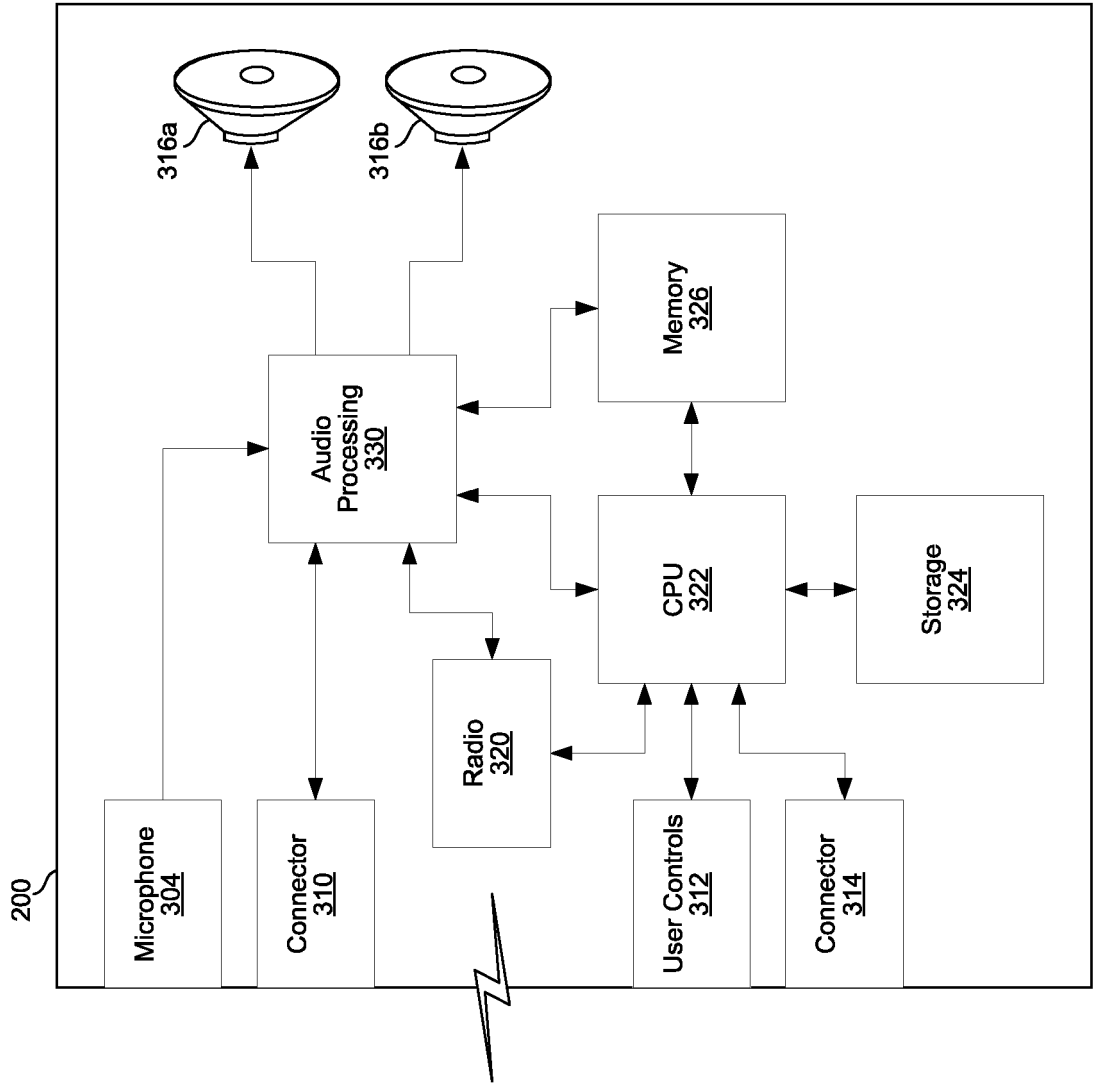 200
Microphone
304
Connector
310
Radio
320
User Controls
312
Connector
314
Audio
Processing
330
CPU
322
Storage
324
Memory
326
316a
316b